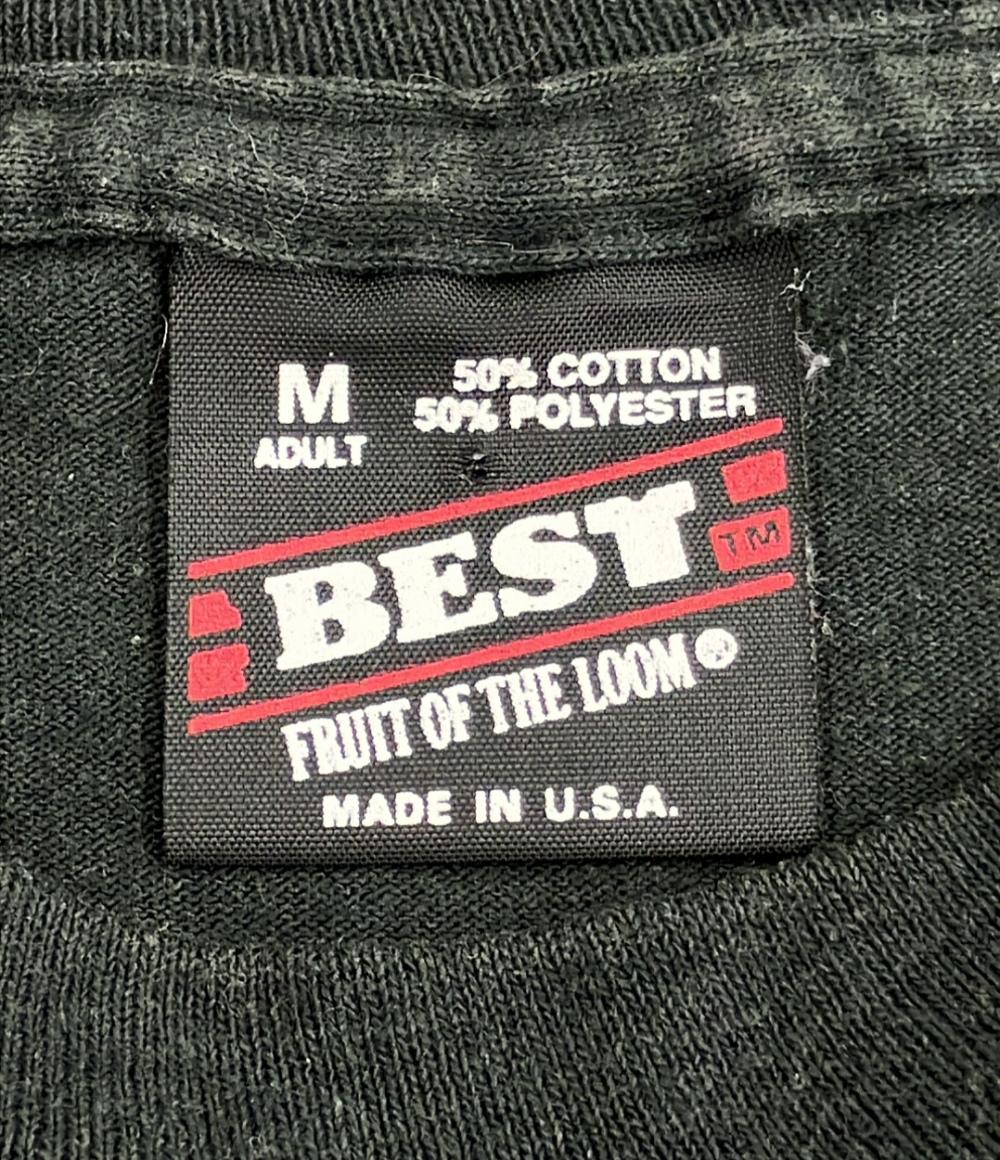 M
ADULT
50% COTTON
50% POLYESTER
BEST
TM
FRUIT OF THE LOOM®
MADE IN U.S.A.